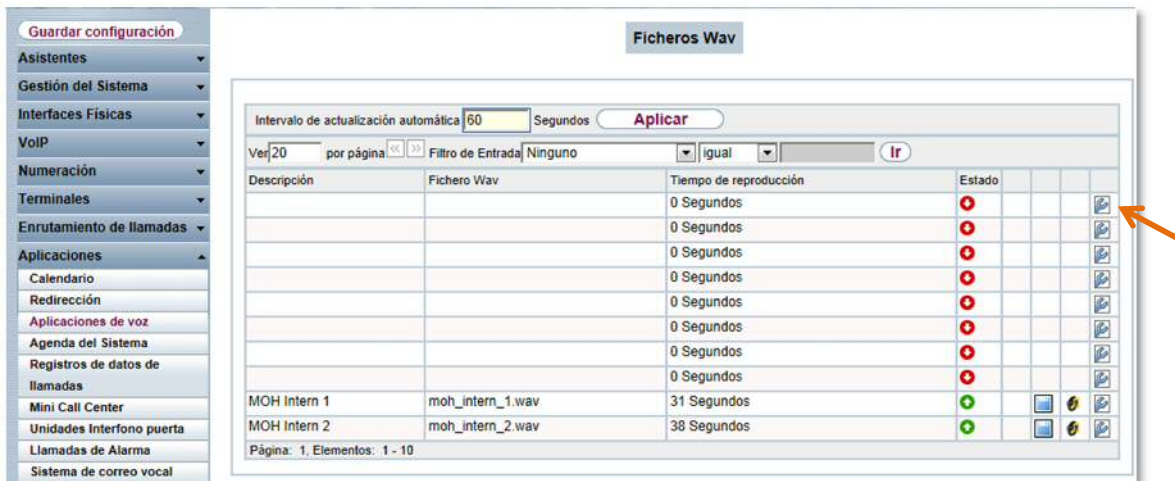 Guardar configuración
Asistentes
Gestión del Sistema
Interfaces Físicas
VoIP
Numeración
Terminales
Enrutamiento de llamadas
Aplicaciones
Calendario
Redirección
Aplicaciones de voz
Agenda del Sistema
Registros de datos de
llamadas
Mini Call Center
Unidades Interfono puerta
Llamadas de Alarma
Sistema de correo vocal
Ficheros Wav
Intervalo de actualización automática 60 Segundos Aplicar
Ver 20 por página << >> Filtro de Entrada Ninguno igual Ir
Descripción Fichero Wav Tiempo de reproducción Estado
0 Segundos
0 Segundos
0 Segundos
0 Segundos
0 Segundos
0 Segundos
0 Segundos
0 Segundos
MOH Intern 1 moh_intern_1.wav 31 Segundos
MOH Intern 2 moh_intern_2.wav 38 Segundos
Página: 1, Elementos: 1 - 10